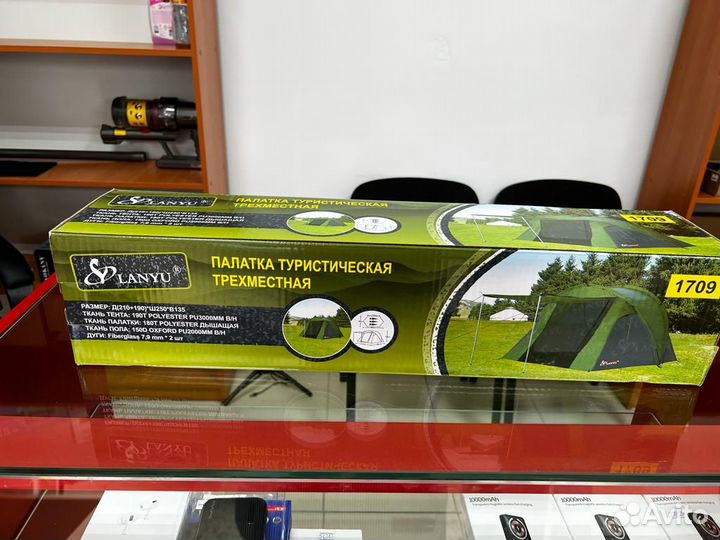 LANYU®
ПАЛАТКА ТУРИСТИЧЕСКАЯ
ТРЕХМЕСТНАЯ
1709
LANYU®
ПАЛАТКА ТУРИСТИЧЕСКАЯ
ТРЕХМЕСТНАЯ
1709
РАЗМЕР: Д(210+190)*Ш250*В135
ТКАНЬ ТЕНТА: 190T POLYESTER PU3000MM В/Н
ТКАНЬ ПАЛАТКИ: 180T POLYESTER ДЫШАЩАЯ
ТКАНЬ ПОЛА: 150D OXFORD PU2000MM В/Н
ДУГИ: Fiberglass 7,9 mm * 2 шт
10000mAh
10000mAh
10000mAh
Avito